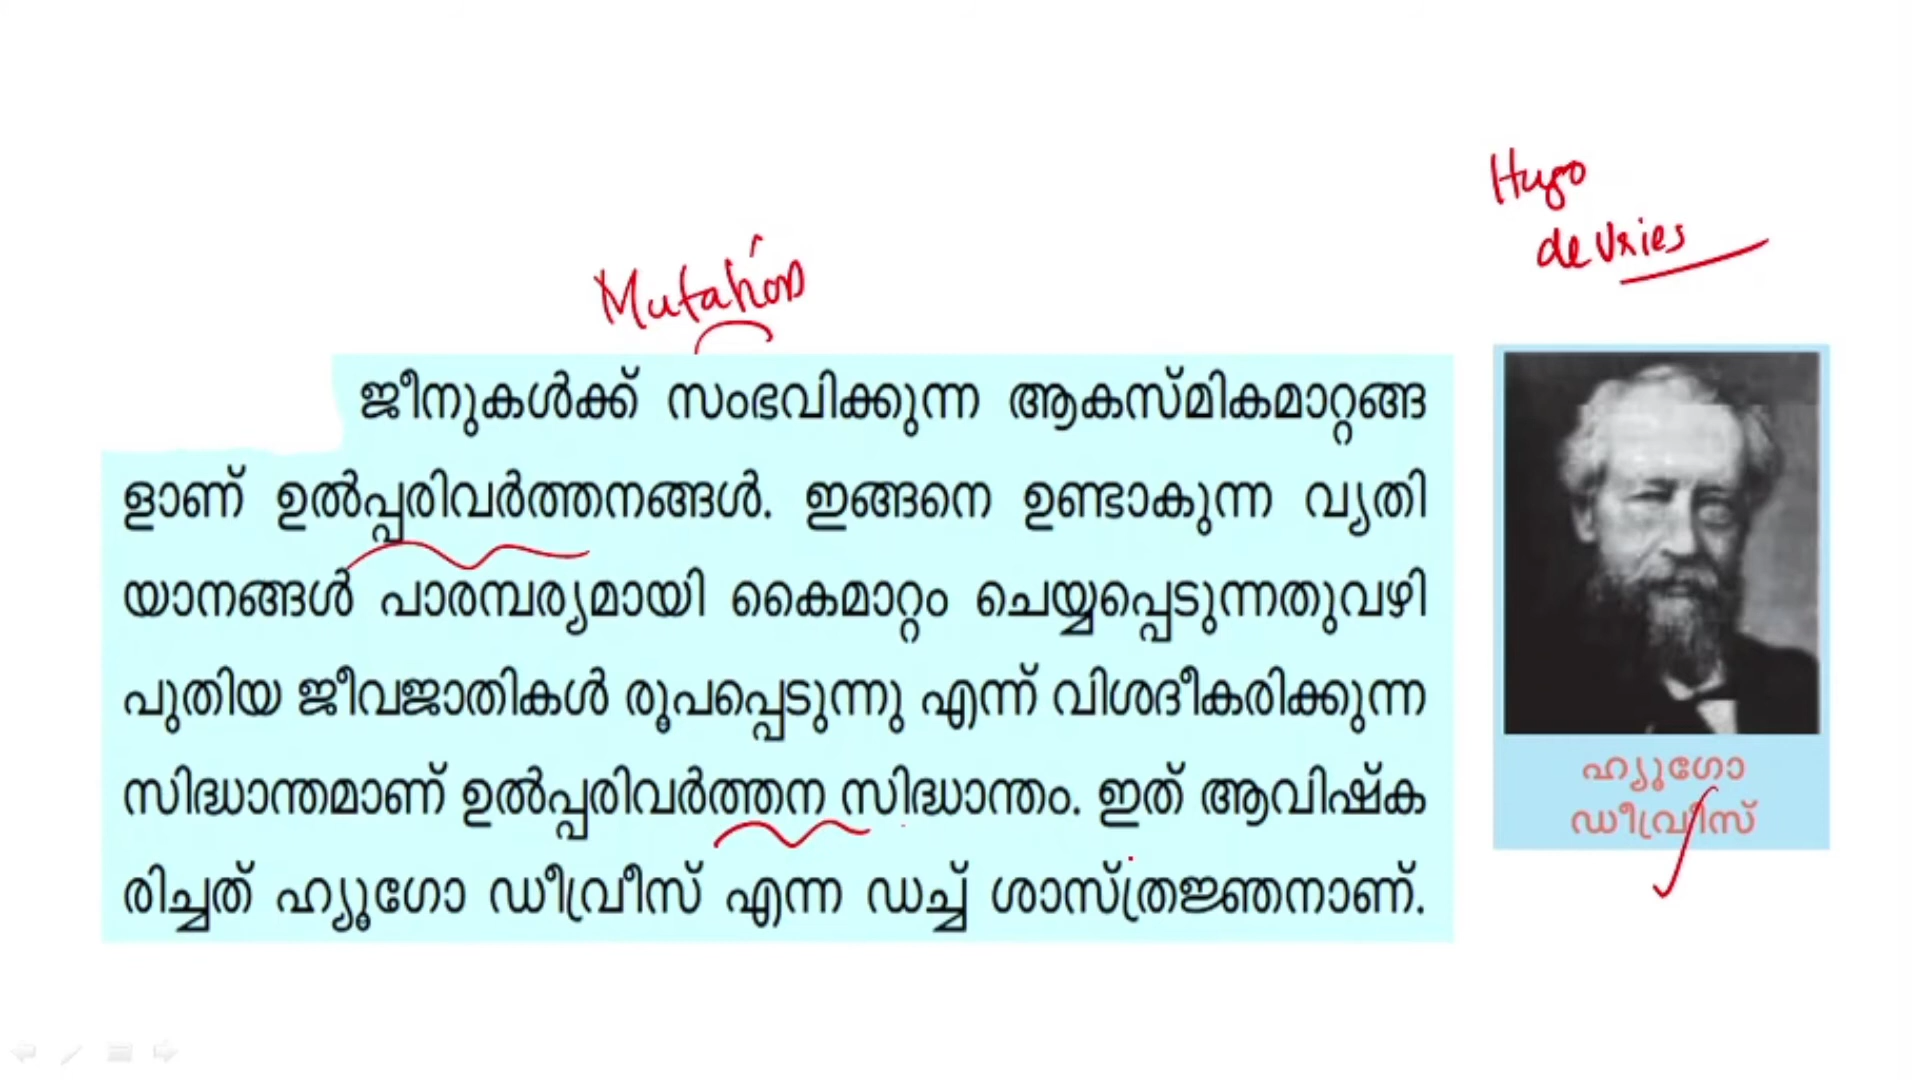 Hugo
de Vries
Mutation
ജീനുകൾക്ക് സംഭവിക്കുന്ന ആകസ്മികമാറ്റങ്ങ
ളാണ് ഉൽപ്പരിവർത്തനങ്ങൾ. ഇങ്ങനെ ഉണ്ടാകുന്ന വ്യതി
യാനങ്ങൾ പാരമ്പര്യമായി കൈമാറ്റം ചെയ്യപ്പെടുന്നതുവഴി
പുതിയ ജീവജാതികൾ രൂപപ്പെടുന്നു എന്ന് വിശദീകരിക്കുന്ന
സിദ്ധാന്തമാണ് ഉൽപ്പരിവർത്തന സിദ്ധാന്തം. ഇത് ആവിഷ്ക
രിച്ചത് ഹ്യൂഗോ ഡീവ്രീസ് എന്ന ഡച്ച് ശാസ്ത്രജ്ഞനാണ്.
ഹ്യൂഗോ
ഡീവ്രീസ്